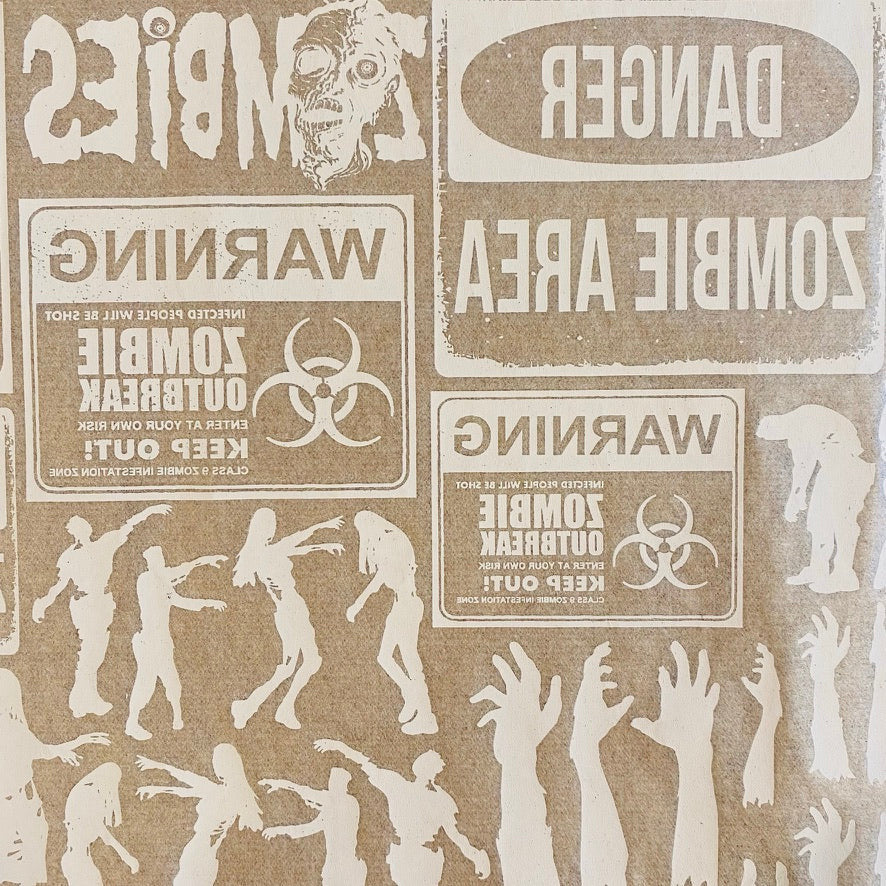 ZOMBIES
DANGER
ZOMBIE AREA
WARNING
INFECTED PEOPLE WILL BE SHOT
ZOMBIE
OUTBREAK
ENTER AT YOUR OWN RISK
KEEP OUT!
CLASS 9 ZOMBIE INFESTATION ZONE
WARNING
INFECTED PEOPLE WILL BE SHOT
ZOMBIE
OUTBREAK
ENTER AT YOUR OWN RISK
KEEP OUT!
CLASS 9 ZOMBIE INFESTATION ZONE